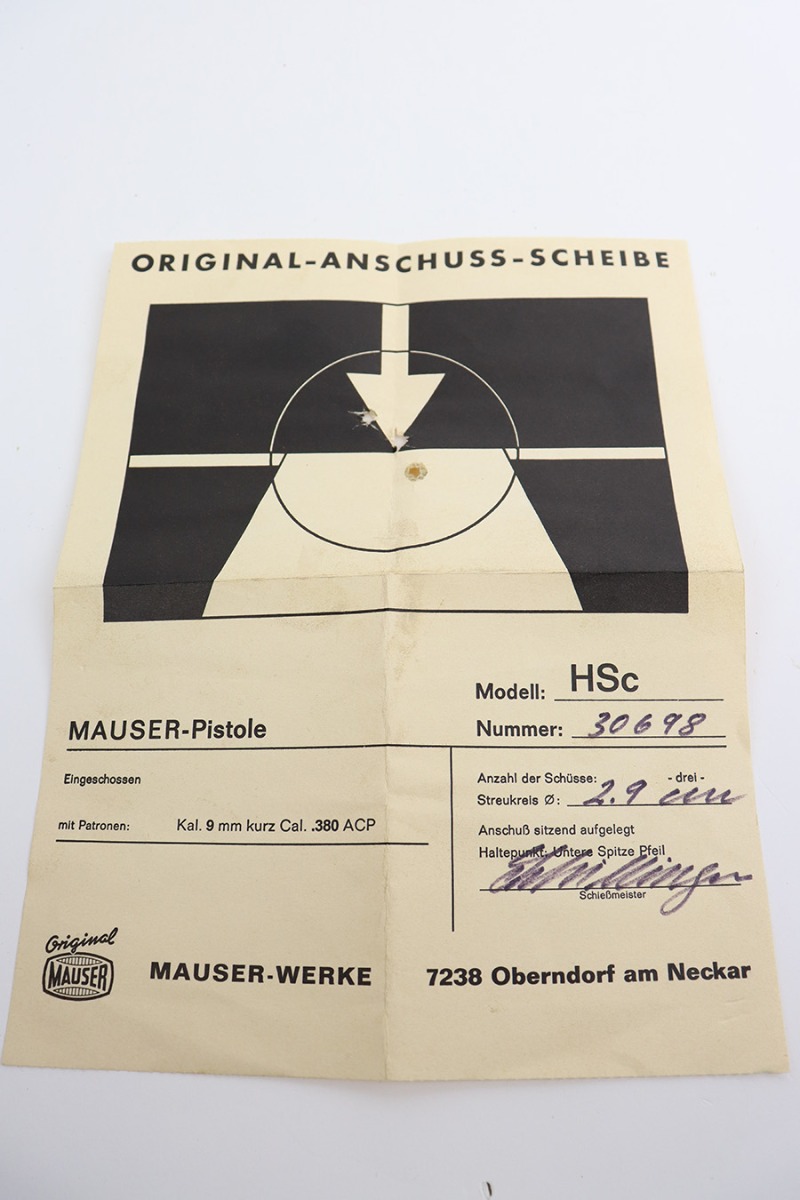 ORIGINAL-ANSCHUSS-SCHEIBE
Modell: HSc
MAUSER-Pistole
Nummer: 30698
Eingeschossen
mit Patronen: Kal. 9 mm kurz Cal. .380 ACP
Anzahl der Schüsse: - drei -
Streukreis Ø: 2.9 cm
Anschuß sitzend aufgelegt
Haltepunkt: Untere Spitze Pfeil
Schießmeister
Original
MAUSER
MAUSER-WERKE 7238 Oberndorf am Neckar